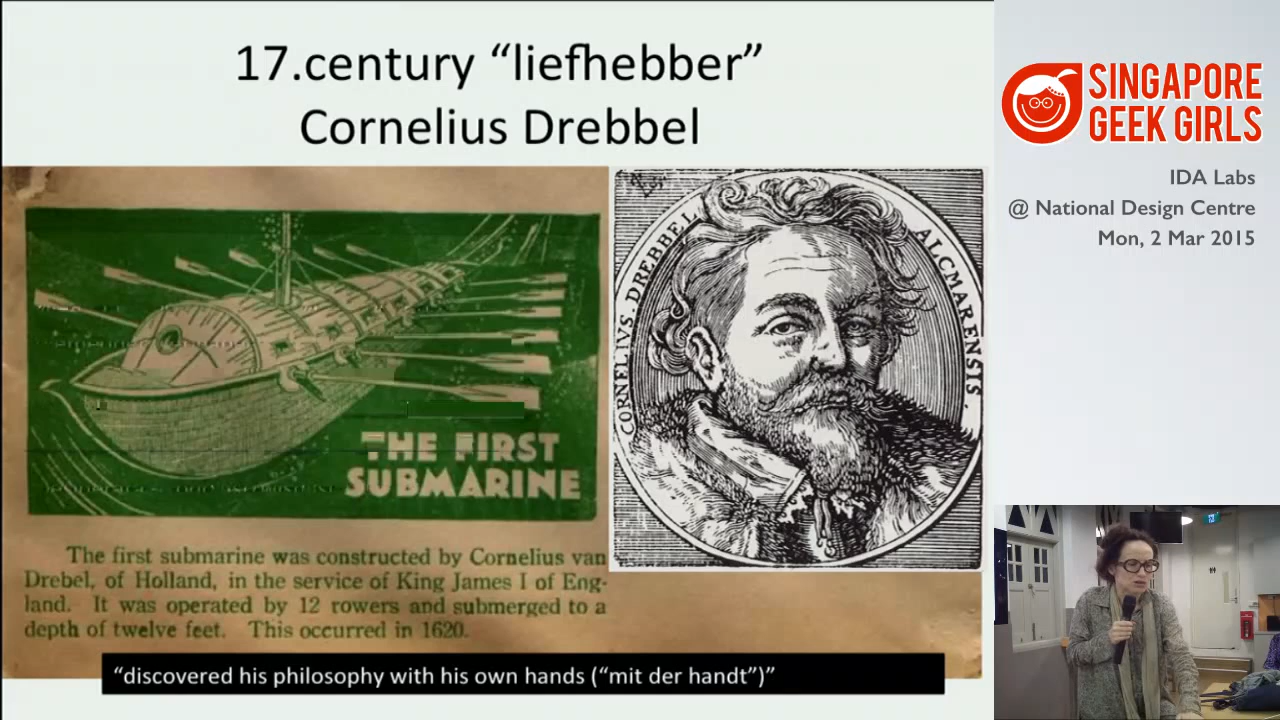 17.century “liefhebber”
Cornelius Drebbel
THE FIRST
SUBMARINE
The first submarine was constructed by Cornelius van
Drebel, of Holland, in the service of King James I of Eng-
land. It was operated by 12 rowers and submerged to a
depth of twelve feet. This occurred in 1620.
CORNELIVS. DREBBEL ALCMARENSIS.
“discovered his philosophy with his own hands (“mit der handt”)”
SINGAPORE
GEEK GIRLS
IDA Labs
@ National Design Centre
Mon, 2 Mar 2015